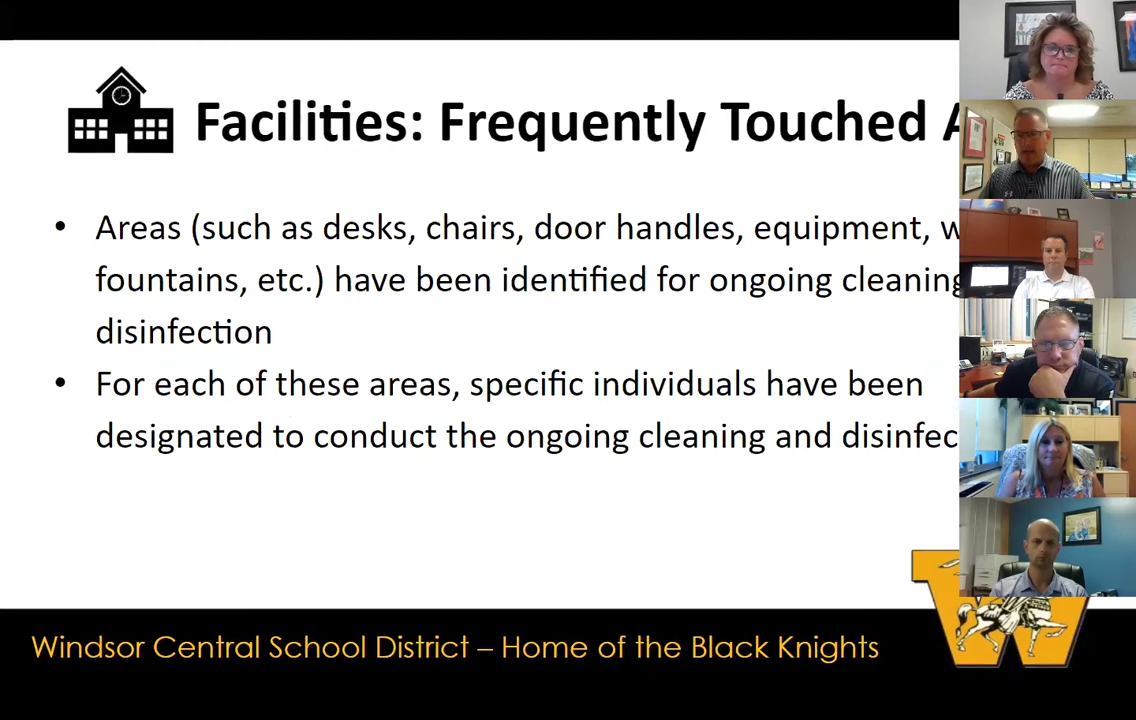 Facilities: Frequently Touched A
• Areas (such as desks, chairs, door handles, equipment, w
fountains, etc.) have been identified for ongoing cleaning
disinfection
• For each of these areas, specific individuals have been
designated to conduct the ongoing cleaning and disinfec
W
Windsor Central School District – Home of the Black Knights